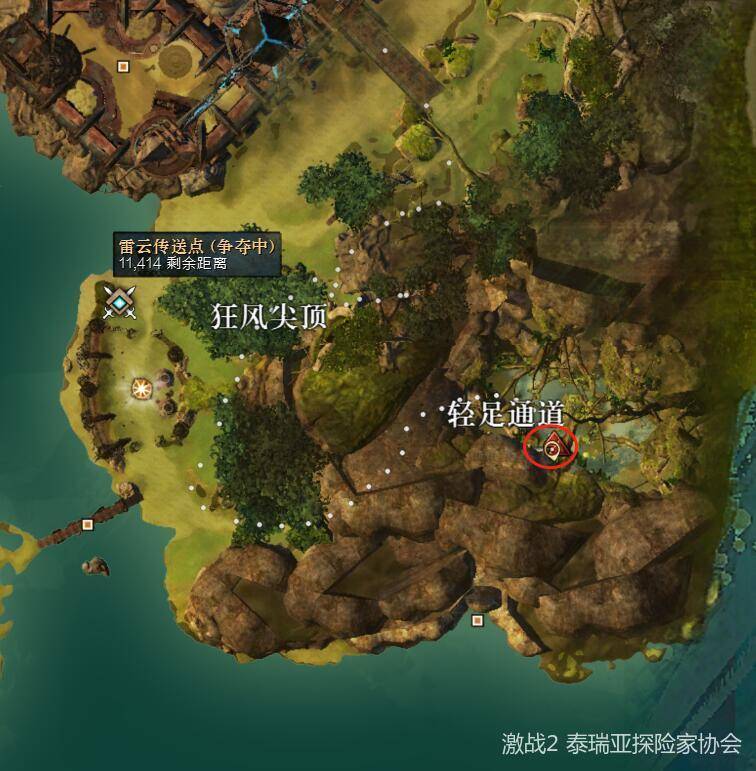 雷云传送点 (争夺中)
11,414 剩余距离
狂风尖顶
轻足通道
激战2 泰瑞亚探险家协会